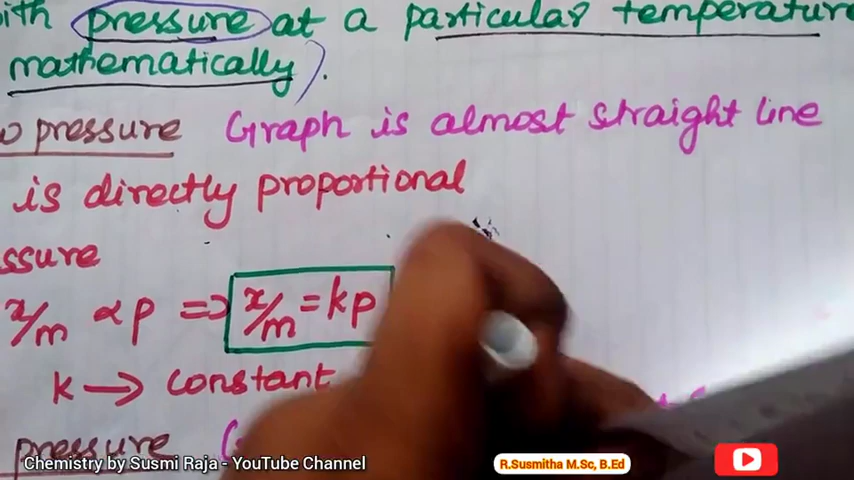 with pressure at a particular temperature
mathematically).
pressure Graph is almost straight line
is directly proportional
x/m ∝ p ⇒ x/m = kp
k → constant
pressure
Chemistry by Susmi Raja - YouTube Channel
R.Susmitha M.Sc, B.Ed